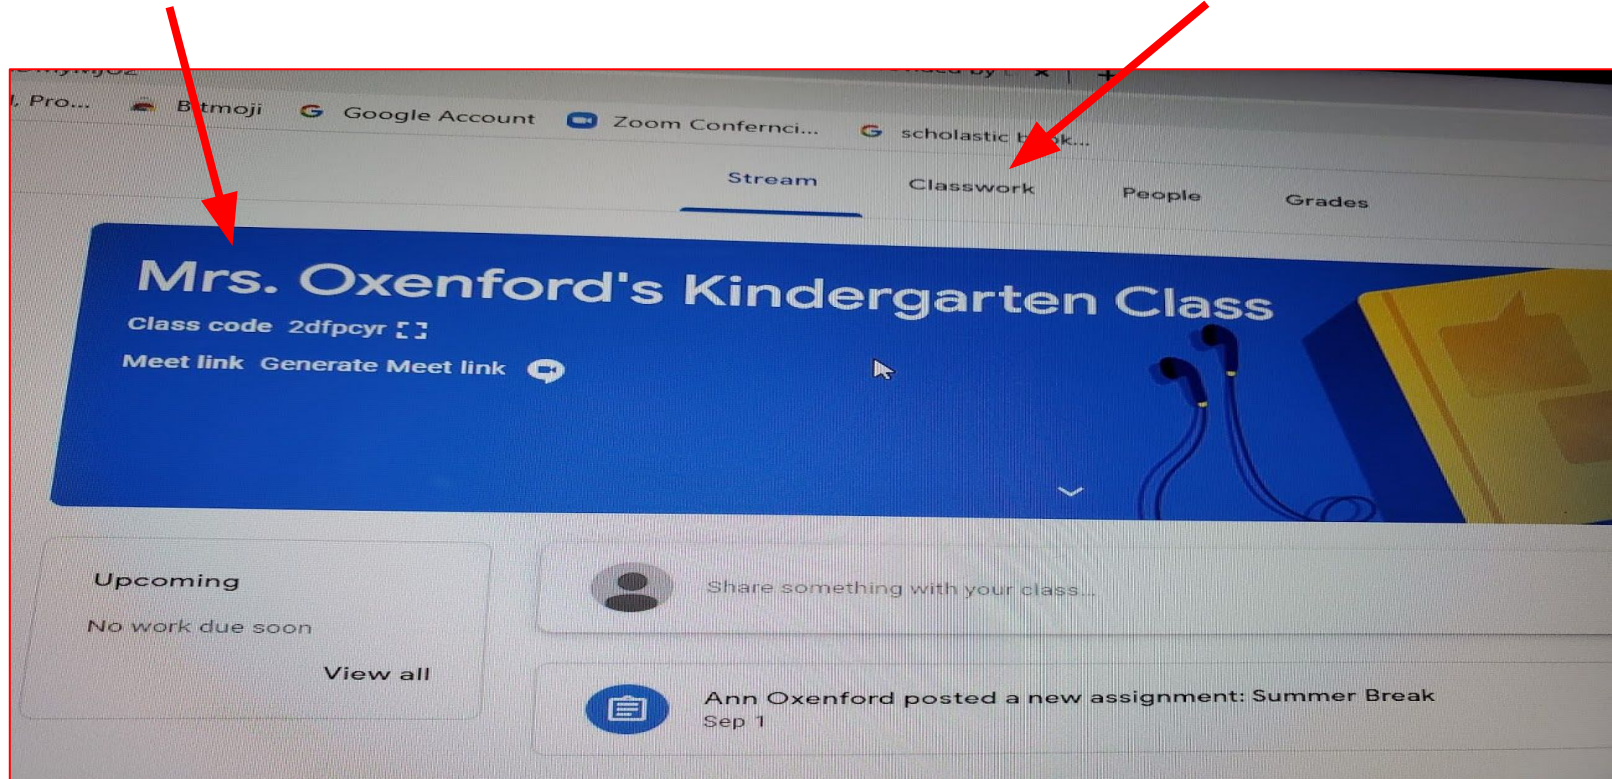 Pro...
Bitmoji
Google Account
Zoom Confernci...
scholastic
Stream
Classwork
People
Grades
Mrs. Oxenford's Kindergarten Class
Class code 2dfpcyr
Meet link Generate Meet link
Upcoming
No work due soon
View all
Share something with your class...
Ann Oxenford posted a new assignment: Summer Break
Sep 1